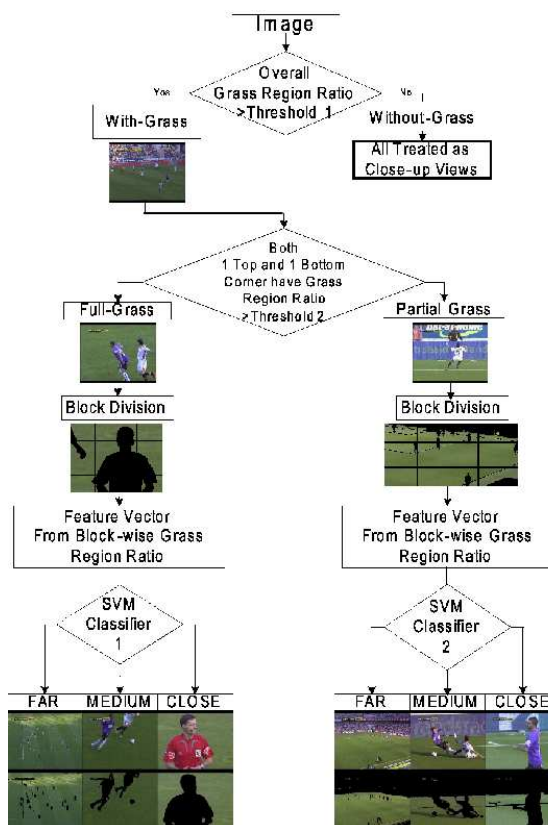 Image
Overall
Grass Region Ratio
>Threshold 1
Yes
No
With-Grass
Without-Grass
All Treated as
Close-up Views
Both
1 Top and 1 Bottom
Corner have Grass
Region Ratio
>Threshold 2
Full-Grass
Partial Grass
Block Division
Block Division
Feature Vector
From Block-wise Grass
Region Ratio
Feature Vector
From Block-wise Grass
Region Ratio
SVM
Classifier
1
SVM
Classifier
2
FAR MEDIUM CLOSE
FAR MEDIUM CLOSE